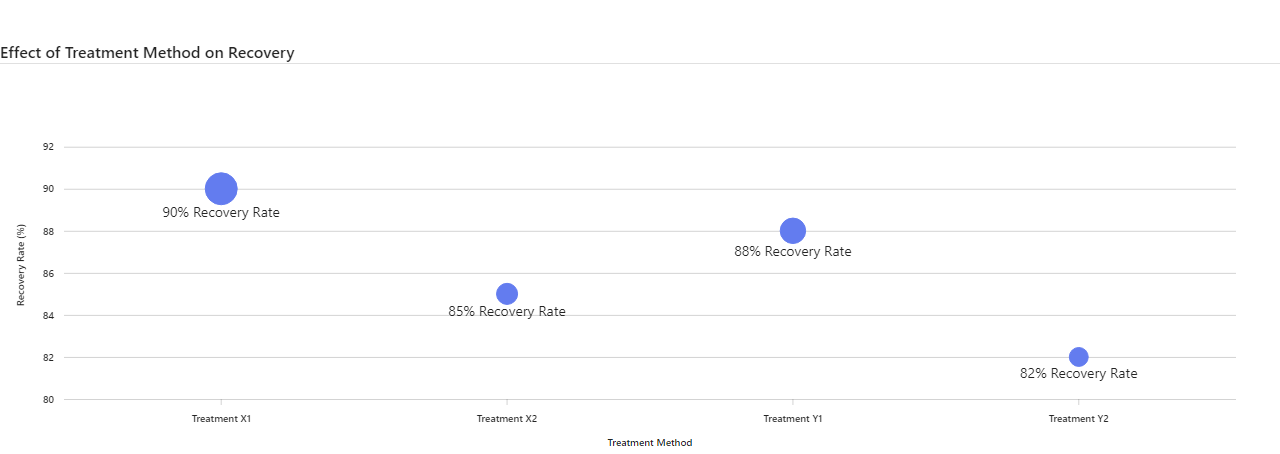 Effect of Treatment Method on Recovery
92
90
88
86
84
82
80
Recovery Rate (%)
90% Recovery Rate
85% Recovery Rate
88% Recovery Rate
82% Recovery Rate
Treatment X1
Treatment X2
Treatment Y1
Treatment Y2
Treatment Method